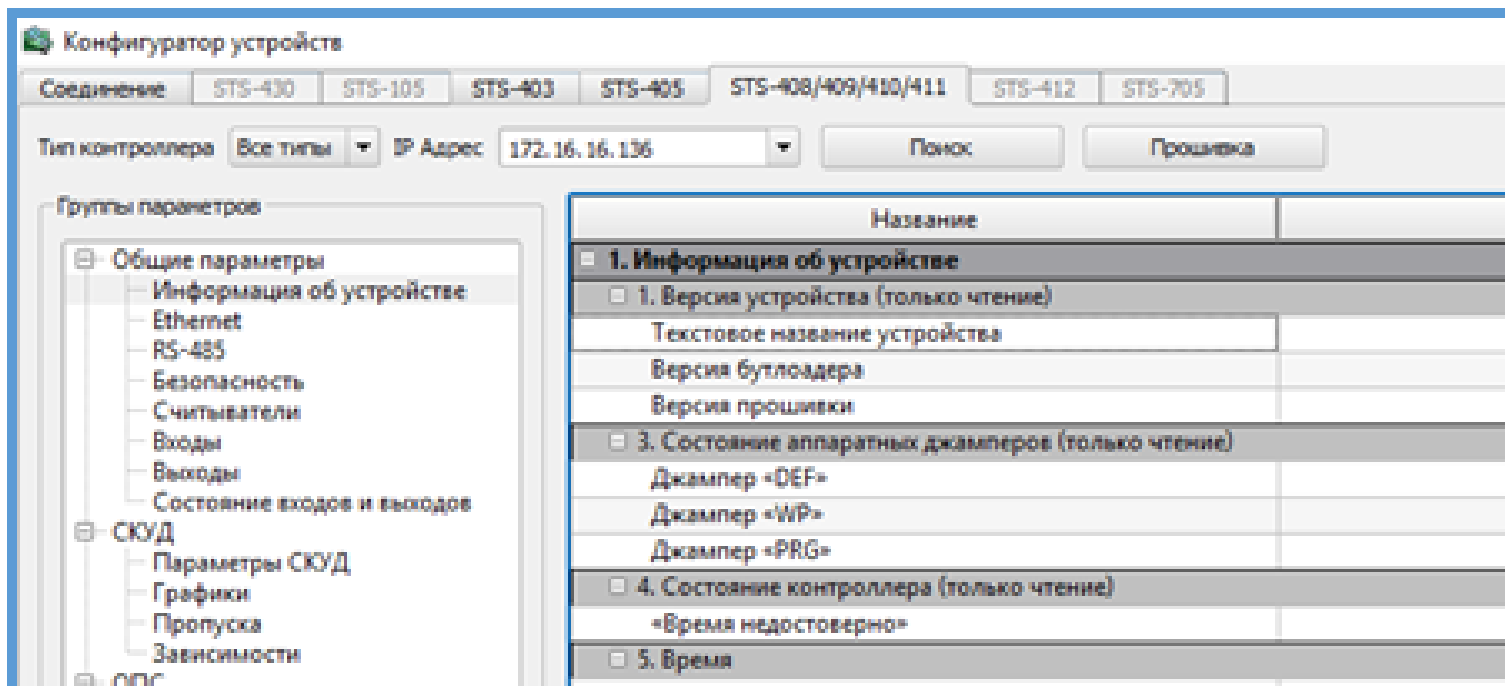 Конфигуратор устройств
Соединение STS-430 STS-105 STS-403 STS-405 STS-408/409/410/411 STS-412 STS-705
Тип контроллера Все типы IP Адрес 172.16.16.136 Поиск Прошивка
Группы параметров
Общие параметры
Информация об устройстве
Ethernet
RS-485
Безопасность
Считыватели
Входы
Выходы
Состояние входов и выходов
СКУД
Параметры СКУД
Графики
Пропуска
Зависимости
ОПС
Название
1. Информация об устройстве
1. Версия устройства (только чтение)
Текстовое название устройства
Версия бутлоадера
Версия прошивки
3. Состояние аппаратных джамперов (только чтение)
Джампер «DEF»
Джампер «WP»
Джампер «PRG»
4. Состояние контроллера (только чтение)
«Время недостоверно»
5. Время